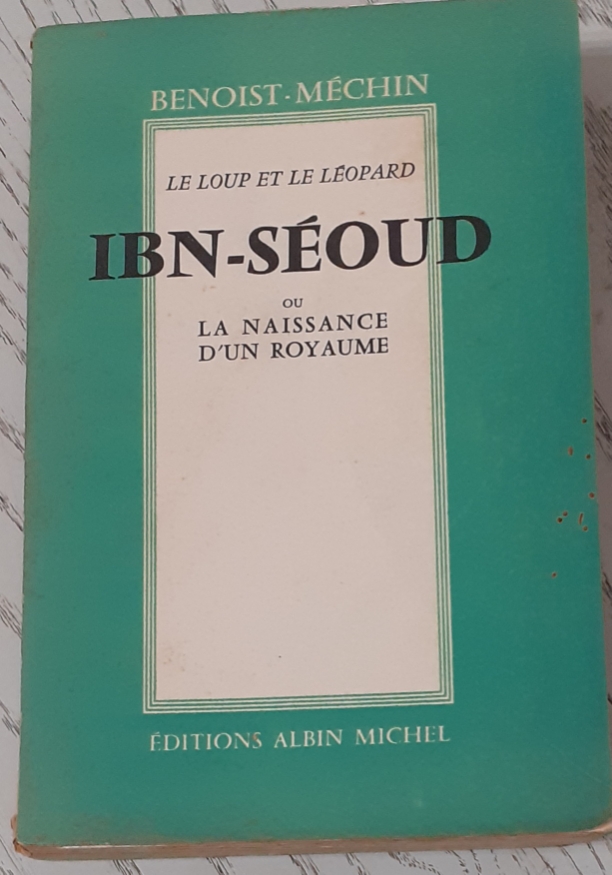 BENOIST-MÉCHIN
LE LOUP ET LE LÉOPARD
IBN-SÉOUD
OU
LA NAISSANCE
D'UN ROYAUME
ÉDITIONS ALBIN MICHEL